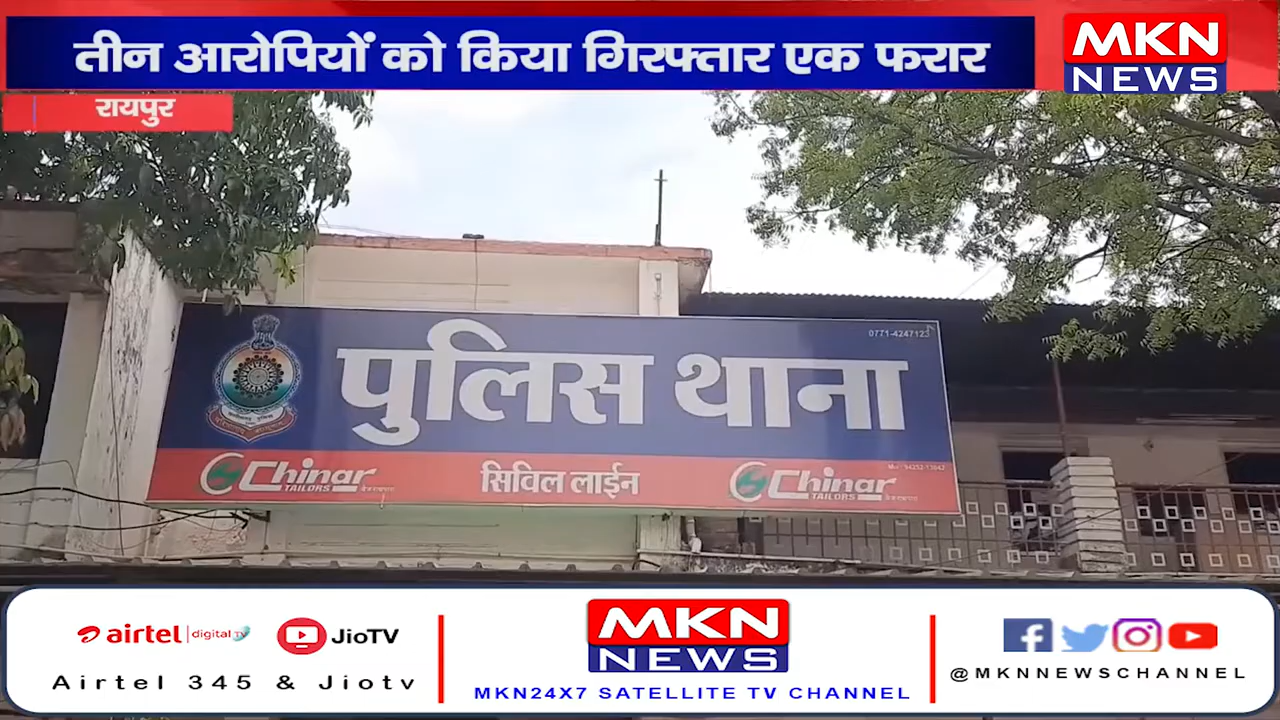 तीन आरोपियों को किया गिरफ्तार एक फरार
MKN
NEWS
रायपुर
0771-4247123
पुलिस थाना
Chinar
TAILORS
सिविल लाईन
Chinar
TAILORS
airtel digital TV
JioTV
Airtel 345 & Jiotv
MKN
NEWS
MKN24X7 SATELLITE TV CHANNEL
@MKNNEWSCHANNEL